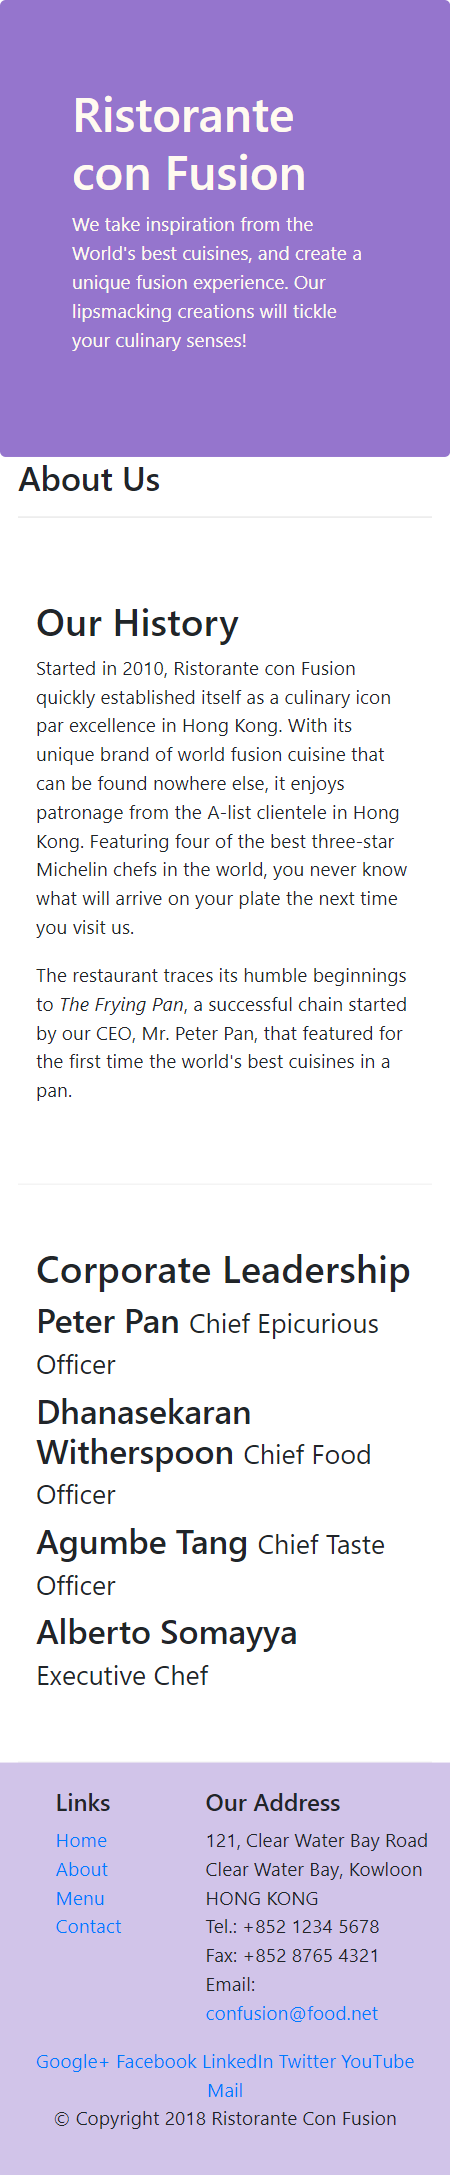 Ristorante
con Fusion
We take inspiration from the
World's best cuisines, and create a
unique fusion experience. Our
lipsmacking creations will tickle
your culinary senses!
About Us
Our History
Started in 2010, Ristorante con Fusion
quickly established itself as a culinary icon
par excellence in Hong Kong. With its
unique brand of world fusion cuisine that
can be found nowhere else, it enjoys
patronage from the A-list clientele in Hong
Kong. Featuring four of the best three-star
Michelin chefs in the world, you never know
what will arrive on your plate the next time
you visit us.
The restaurant traces its humble beginnings
to The Frying Pan, a successful chain started
by our CEO, Mr. Peter Pan, that featured for
the first time the world's best cuisines in a
pan.
Corporate Leadership
Peter Pan Chief Epicurious
Officer
Dhanasekaran
Witherspoon Chief Food
Officer
Agumbe Tang Chief Taste
Officer
Alberto Somayya
Executive Chef
Links
Home
About
Menu
Contact
Our Address
121, Clear Water Bay Road
Clear Water Bay, Kowloon
HONG KONG
Tel.: +852 1234 5678
Fax: +852 8765 4321
Email:
confusion@food.net
Google+ Facebook LinkedIn Twitter YouTube
Mail
© Copyright 2018 Ristorante Con Fusion